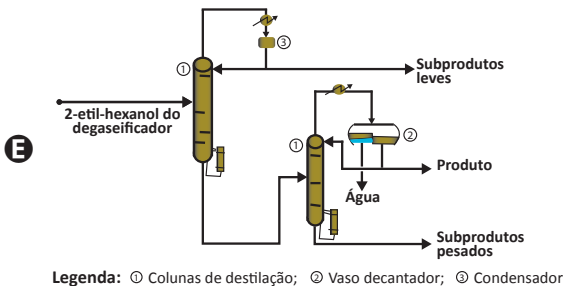 ③
①
Subprodutos
leves
2-etil-hexanol do
degaseificador
E
②
①
Produto
Água
Subprodutos
pesados
Legenda: ① Colunas de destilação; ② Vaso decantador; ③ Condensador